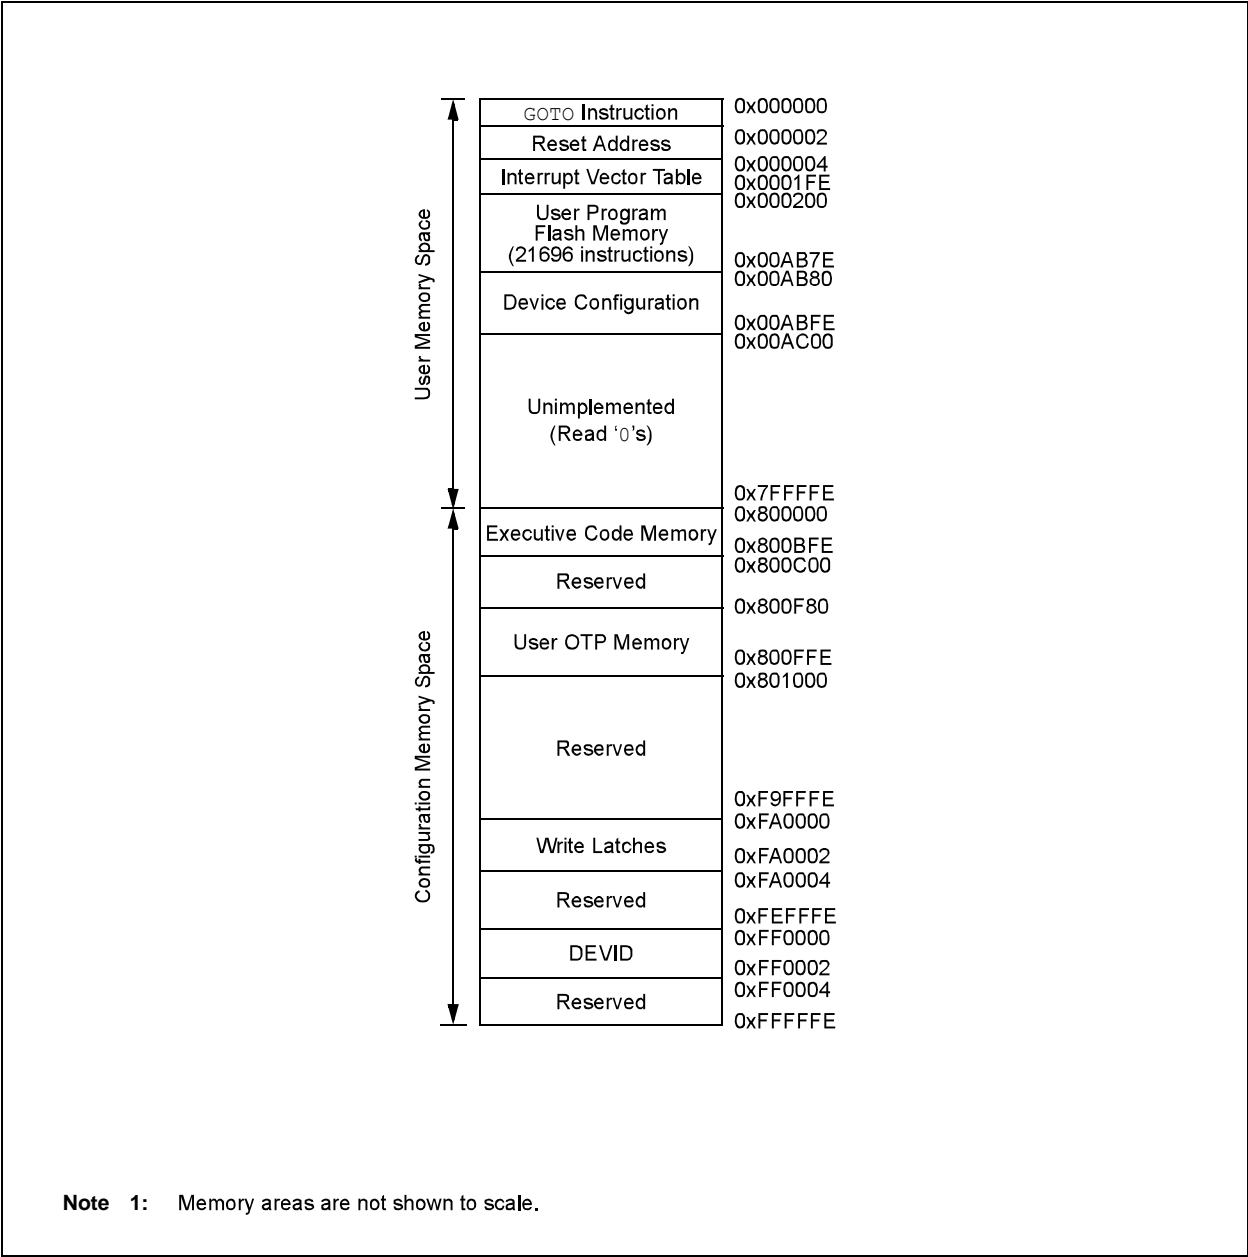 GOTO Instruction
0x000000
Reset Address
0x000002
0x000004
Interrupt Vector Table
0x0001FE
0x000200
User Program
Flash Memory
(21696 instructions)
0x00AB7E
0x00AB80
Device Configuration
0x00ABFE
0x00AC00
User Memory Space
Unimplemented
(Read ‘0’s)
0x7FFFFE
0x800000
Executive Code Memory
0x800BFE
0x800C00
Reserved
0x800F80
User OTP Memory
0x800FFE
0x801000
Configuration Memory Space
Reserved
0xF9FFFE
0xFA0000
Write Latches
0xFA0002
0xFA0004
Reserved
0xFEFFFE
0xFF0000
DEVID
0xFF0002
0xFF0004
Reserved
0xFFFFFE
Note 1: Memory areas are not shown to scale.